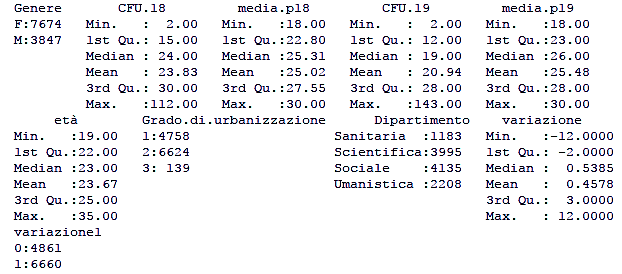 Genere CFU.18 media.p18 CFU.19 media.p19
F:7674 Min. : 2.00 Min. :18.00 Min. : 2.00 Min. :18.00
M:3847 1st Qu.: 15.00 1st Qu.:22.80 1st Qu.: 12.00 1st Qu.:23.00
Median : 24.00 Median :25.31 Median : 19.00 Median :26.00
Mean : 23.83 Mean :25.02 Mean : 20.94 Mean :25.48
3rd Qu.: 30.00 3rd Qu.:27.55 3rd Qu.: 28.00 3rd Qu.:28.00
Max. :112.00 Max. :30.00 Max. :143.00 Max. :30.00
età Grado.di.urbanizzazione Dipartimento variazione
Min. :19.00 1:4758 Sanitaria :1183 Min. :-12.0000
1st Qu.:22.00 2:6624 Scientifica:3995 1st Qu.: -2.0000
Median :23.00 3: 139 Sociale :4135 Median : 0.5385
Mean :23.67 Umanistica :2208 Mean : 0.4578
3rd Qu.:25.00 3rd Qu.: 3.0000
Max. :35.00 Max. : 12.0000
variazione1
0:4861
1:6660